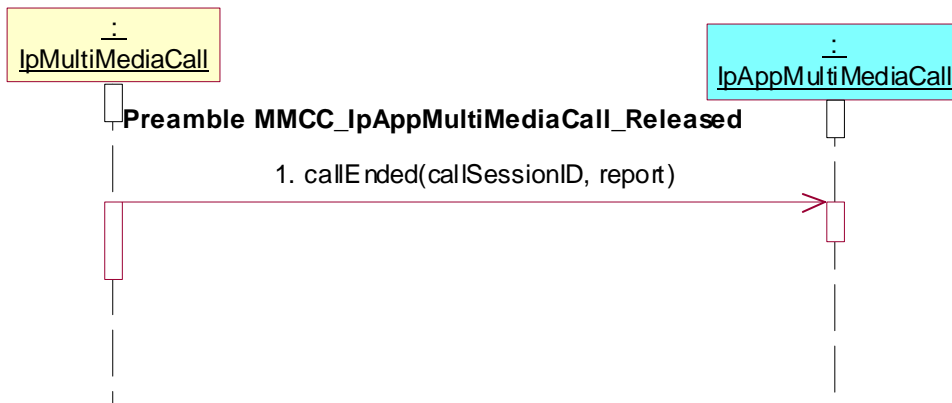 :
IpMultiMediaCall
:
IpAppMultiMediaCall
Preamble MMCC_IpAppMultiMediaCall_Released
1. callEnded(callSessionID, report)